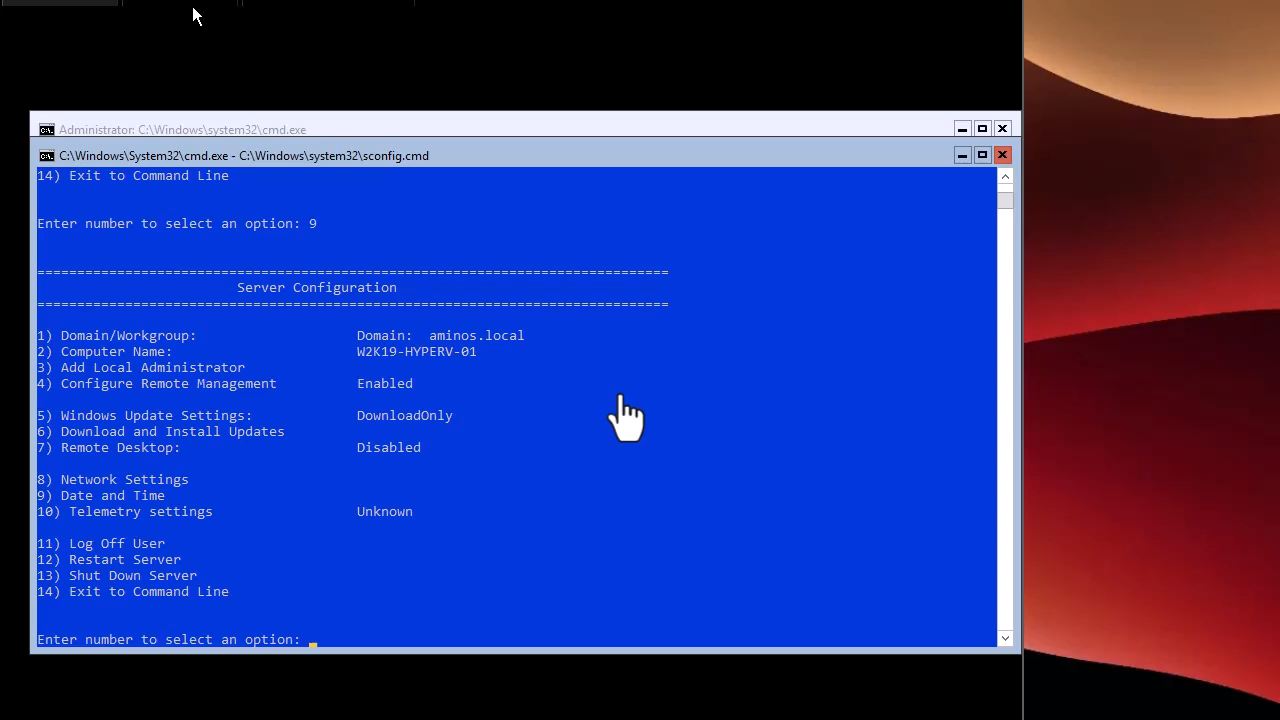 Administrator: C:\Windows\system32\cmd.exe
C:\Windows\System32\cmd.exe - C:\Windows\system32\sconfig.cmd
14) Exit to Command Line
Enter number to select an option: 9
===============================================================================
Server Configuration
===============================================================================
1) Domain/Workgroup: Domain: aminos.local
2) Computer Name: W2K19-HYPERV-01
3) Add Local Administrator
4) Configure Remote Management Enabled
5) Windows Update Settings: DownloadOnly
6) Download and Install Updates
7) Remote Desktop: Disabled
8) Network Settings
9) Date and Time
10) Telemetry settings Unknown
11) Log Off User
12) Restart Server
13) Shut Down Server
14) Exit to Command Line
Enter number to select an option: